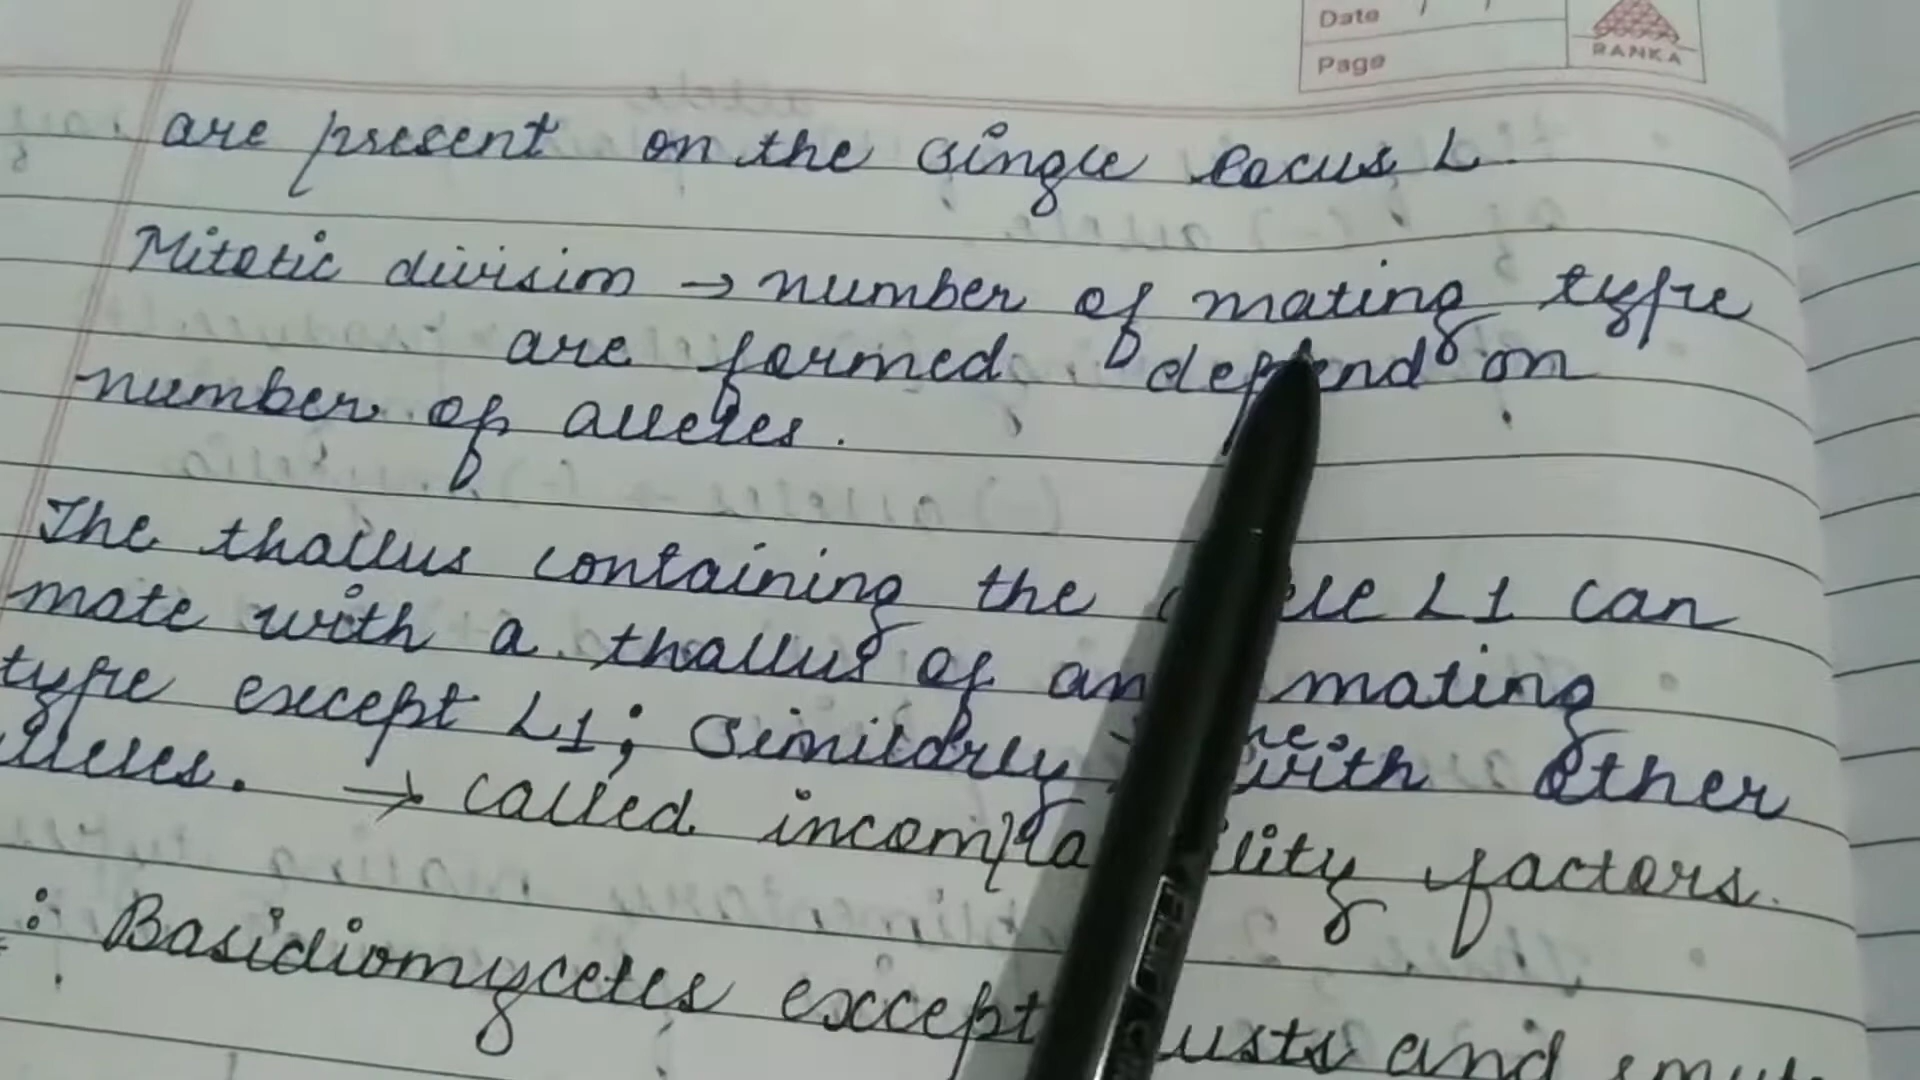 Date / /
RANKA
Page
are present on the single locus L.
Mitotic division → number of mating type
are formed depend on
number of alleles.
The thallus containing the L1 can
mate with a thallus of mating
type except L1; Similarly with other
→ called factors.
: Basidiomycetes except and